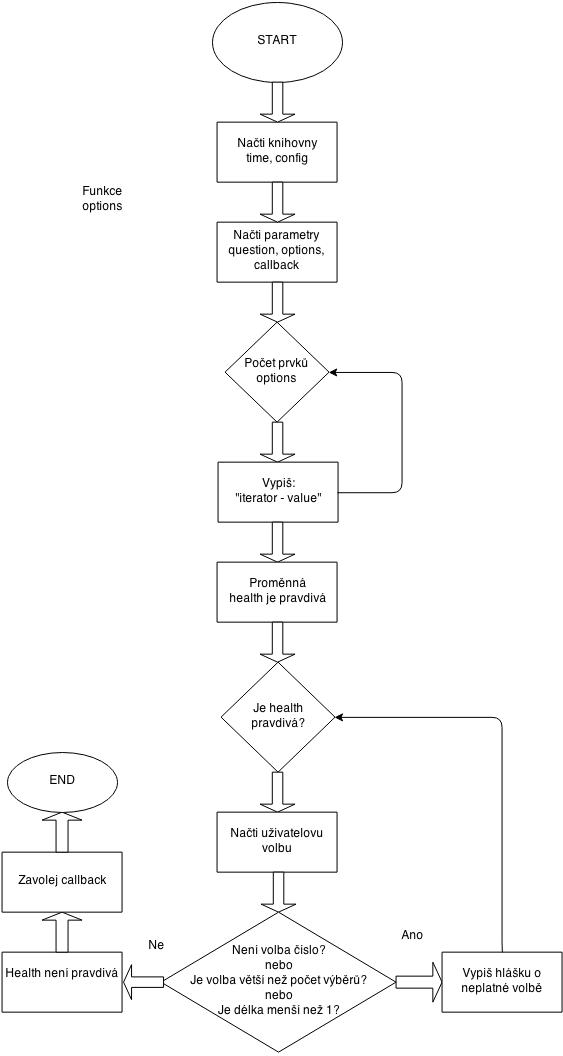 START
Načti knihovny
time, config
Funkce
options
Načti parametry
question, options,
callback
Počet prvků
options
Vypiš:
"iterator - value"
Proměnná
health je pravdivá
Je health
pravdivá?
END
Načti uživatelovu
volbu
Zavolej callback
Ne
Ano
Není volba číslo?
nebo
Je volba větší než počet výběrů?
nebo
Je délka menší než 1?
Health není pravdivá
Vypiš hlášku o
neplatné volbě